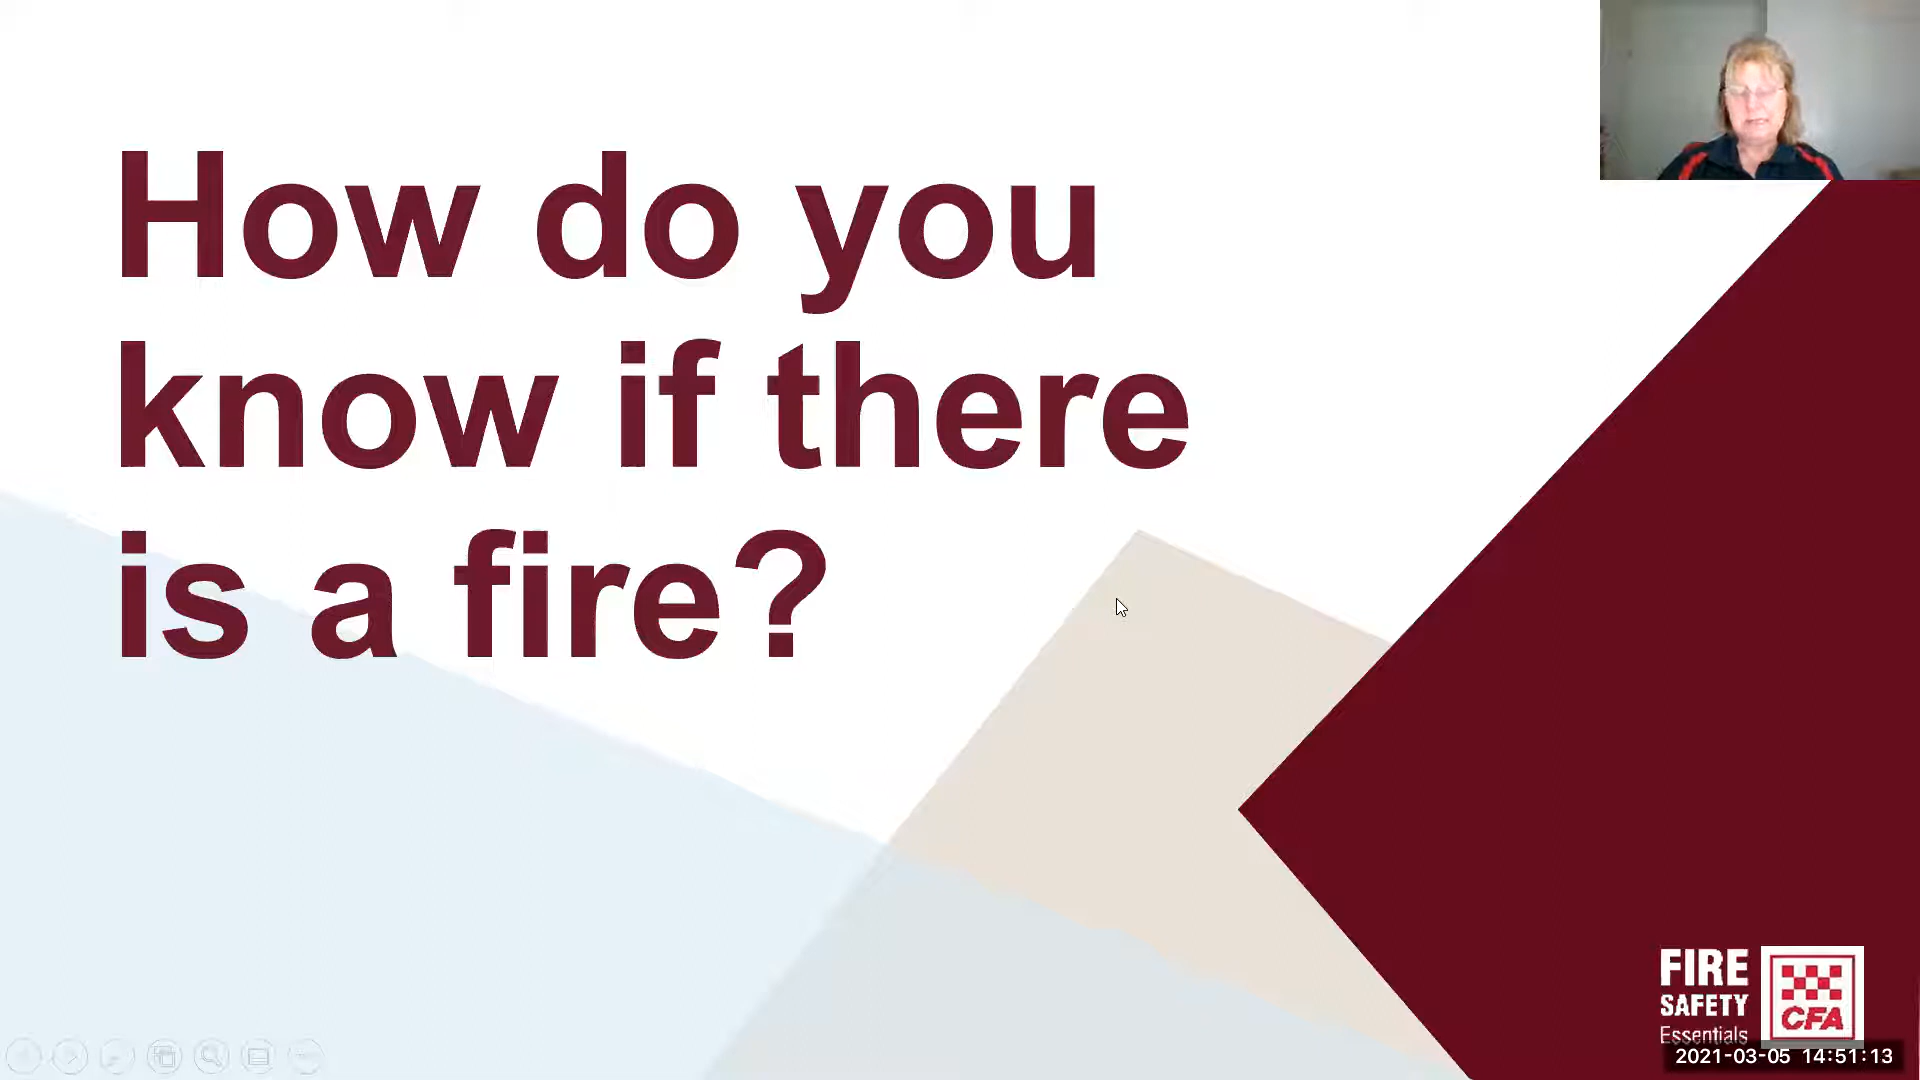 How do you
know if there
is a fire?
FIRE
SAFETY
Essentials
CFA
2021-03-05 14:51:13